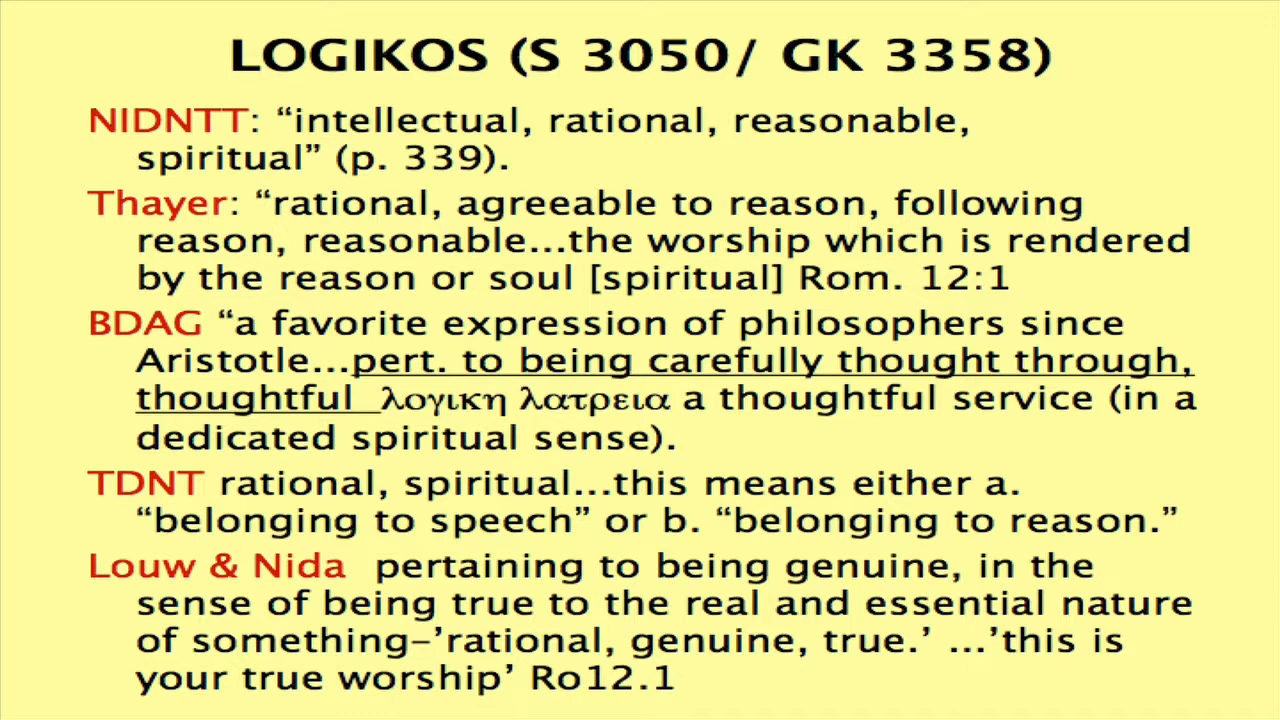 LOGIKOS (S 3050/ GK 3358)
NIDNTT: “intellectual, rational, reasonable,
spiritual” (p. 339).
Thayer: “rational, agreeable to reason, following
reason, reasonable...the worship which is rendered
by the reason or soul [spiritual] Rom. 12:1
BDAG “a favorite expression of philosophers since
Aristotle...pert. to being carefully thought through,
thoughtful λογικη λατρεια a thoughtful service (in a
dedicated spiritual sense).
TDNT rational, spiritual...this means either a.
“belonging to speech” or b. “belonging to reason.”
Louw & Nida pertaining to being genuine, in the
sense of being true to the real and essential nature
of something–’rational, genuine, true.’ ...’this is
your true worship’ Ro12.1